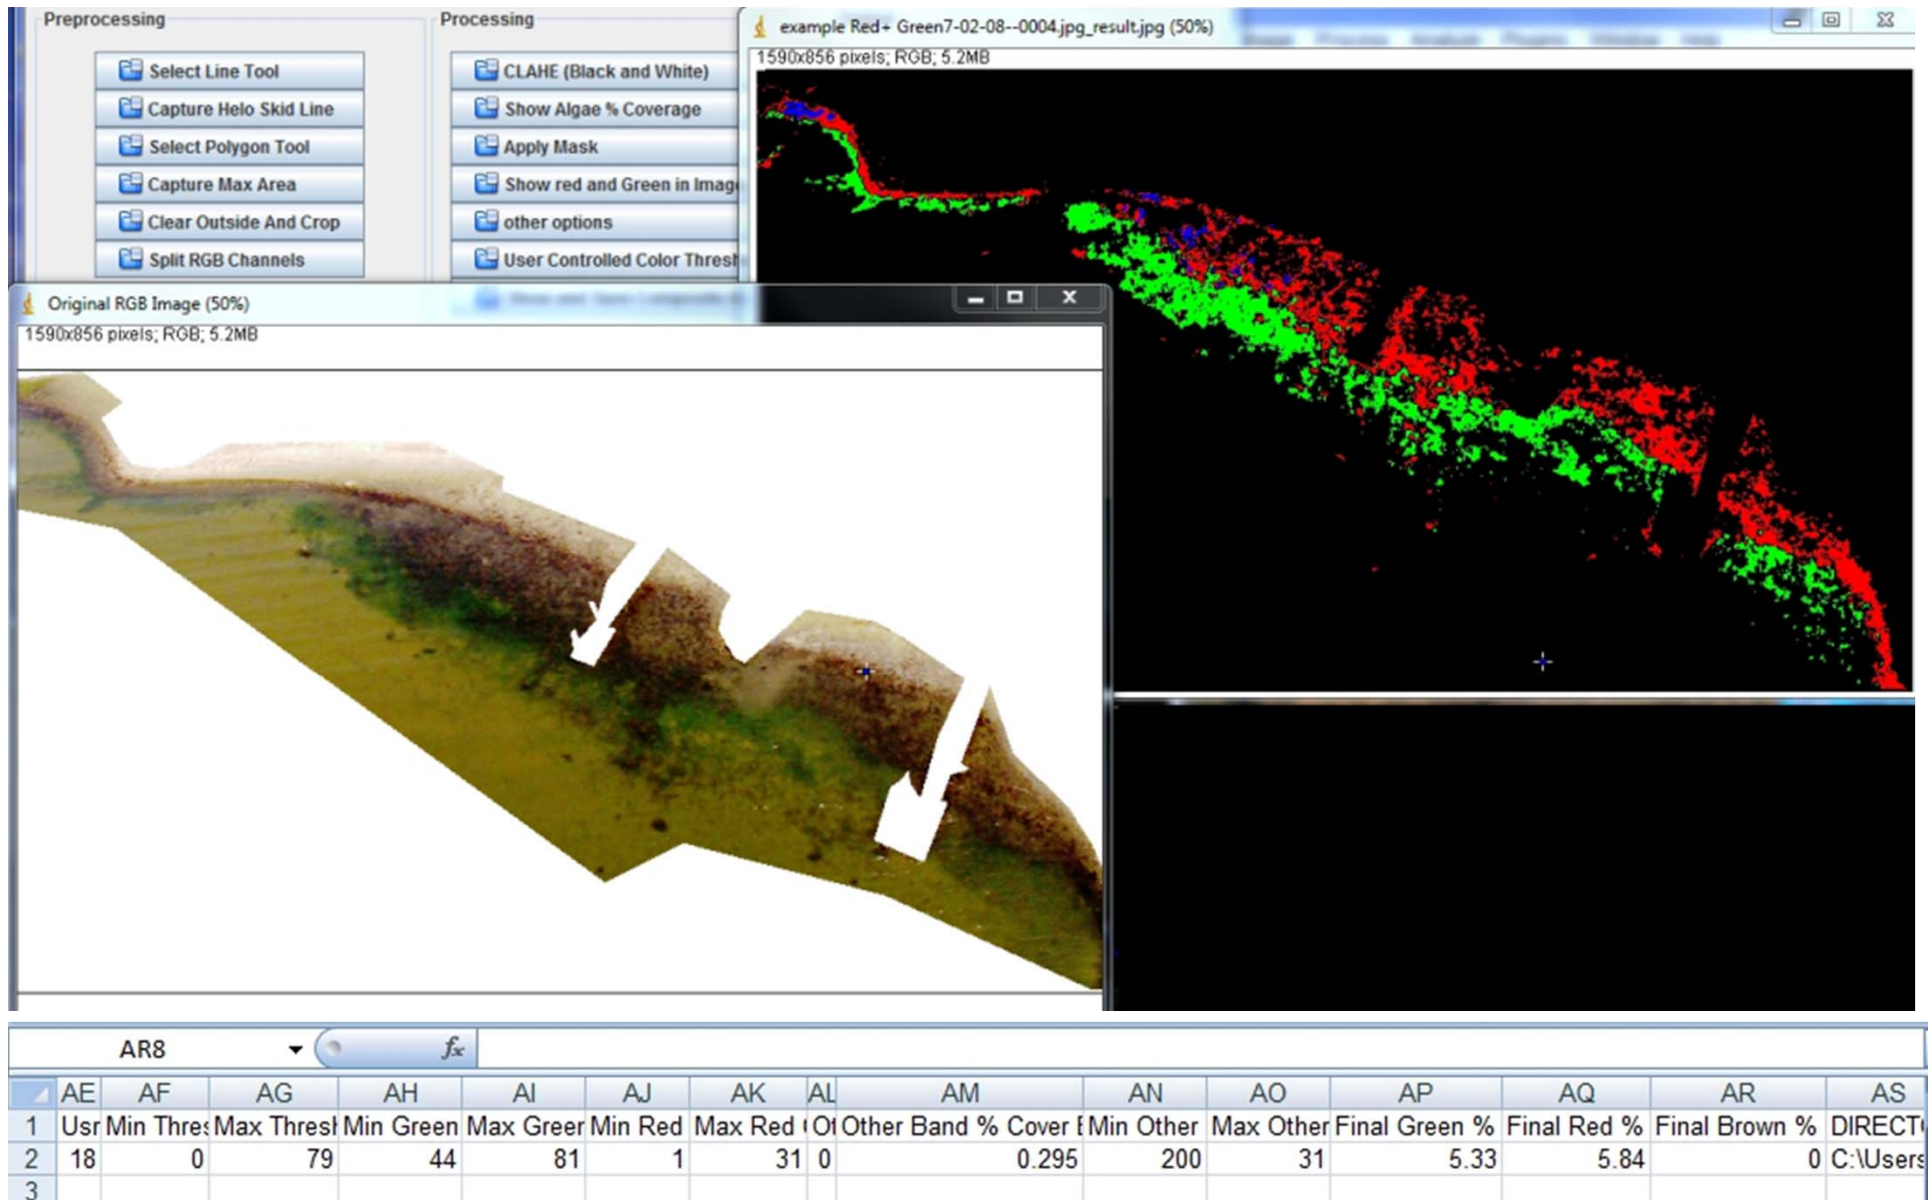 Preprocessing
Processing
Select Line Tool
Capture Helo Skid Line
Select Polygon Tool
Capture Max Area
Clear Outside And Crop
Split RGB Channels
CLAHE (Black and White)
Show Algae % Coverage
Apply Mask
Show red and Green in Imag
other options
User Controlled Color Thresh
example Red+ Green7-02-08--0004.jpg_result.jpg (50%)
1590x856 pixels; RGB; 5.2MB
Original RGB Image (50%)
1590x856 pixels; RGB; 5.2MB
AR8 fx
AE AF AG AH AI AJ AK AL AM AN AO AP AQ AR AS
1 Usr Min Thres Max Thresh Min Green Max Green Min Red Max Red Ot Other Band % Cover Min Other Max Other Final Green % Final Red % Final Brown % DIRECT
2 18 0 79 44 81 1 31 0 0.295 200 31 5.33 5.84 0 C:\Users
3